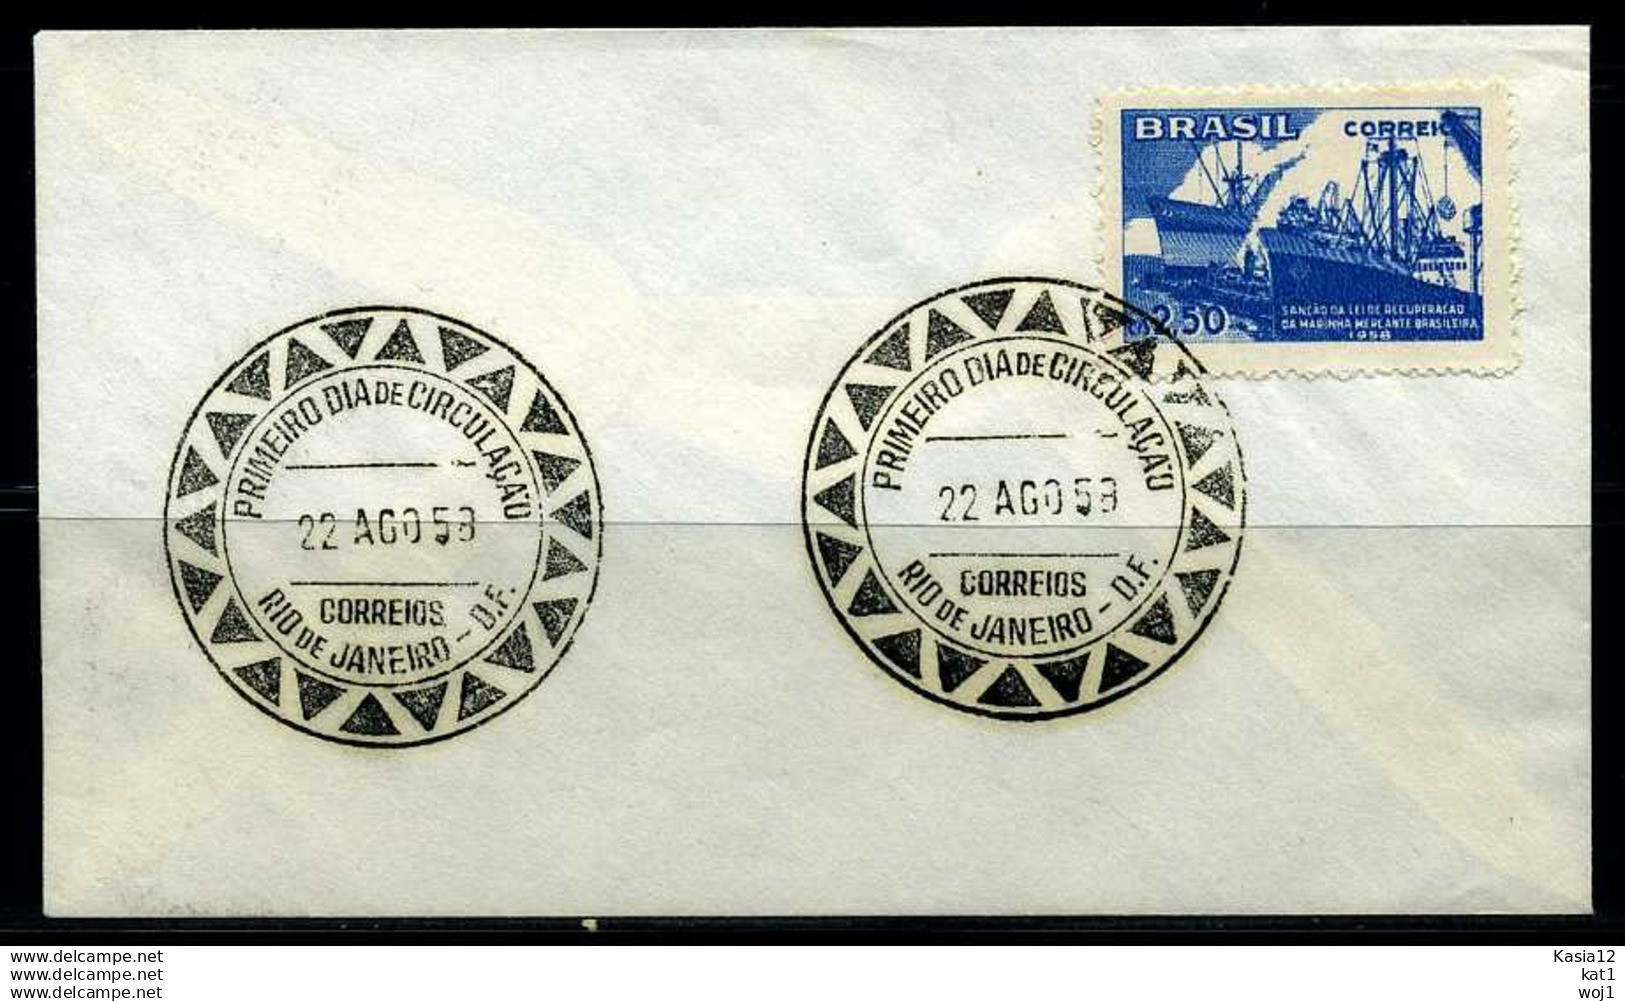 BRASIL CORREIO
2,50
SANÇÃO DA LEI DE RECUPERAÇÃO
DA MARINHA MERCANTE BRASILEIRA
1958
PRIMEIRO DIA DE CIRCULAÇÃO
22 AGO 58
CORREIOS
RIO DE JANEIRO - D.F.
PRIMEIRO DIA DE CIRCULAÇÃO
22 AGO 58
CORREIOS
RIO DE JANEIRO - D.F.
www.delcampe.net
www.delcampe.net
www.delcampe.net
Kasia12
kat1
woj1